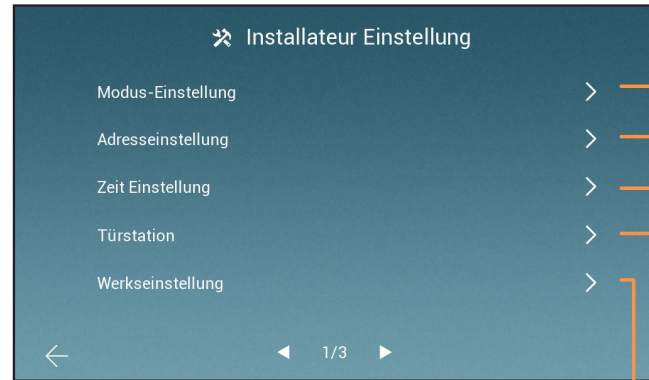 Installateur Einstellung
Modus-Einstellung
Adresseinstellung
Zeit Einstellung
Türstation
Werkseinstellung
1/3